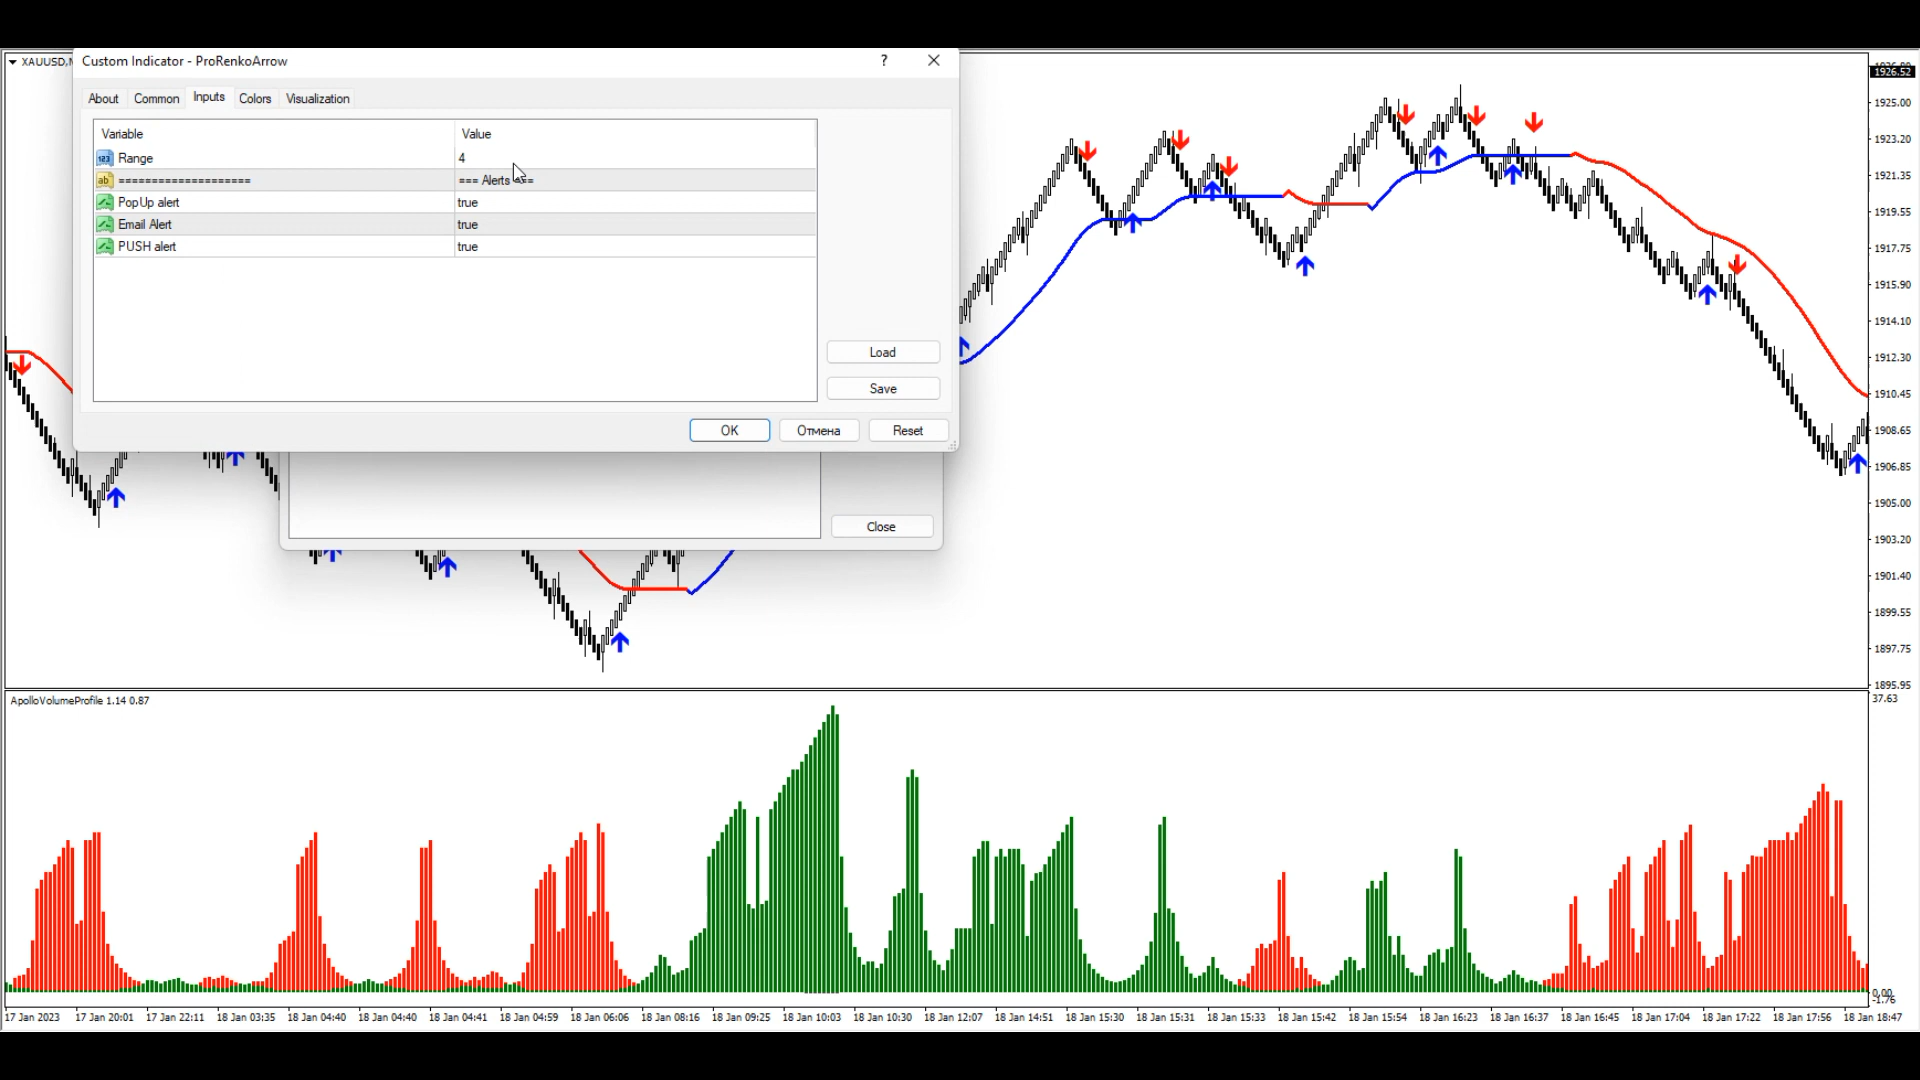 XAUUSD,
Custom Indicator - ProRenkoArrow
?
About Common Inputs Colors Visualization
Variable Value
Range 4
==================== === Alerts ===
PopUp alert true
Email Alert true
PUSH alert true
Load
Save
OK Отмена Reset
Close
1926.52
1925.00
1923.20
1921.35
1919.55
1917.75
1915.90
1914.10
1912.30
1910.45
1908.65
1906.85
1905.00
1903.20
1901.40
1899.55
1897.75
1895.95
ApolloVolumeProfile 1.14 0.87
37.63
0.00
-1.76
17 Jan 2023 17 Jan 20:01 17 Jan 22:11 18 Jan 03:35 18 Jan 04:40 18 Jan 04:40 18 Jan 04:41 18 Jan 04:59 18 Jan 06:06 18 Jan 08:16 18 Jan 09:25 18 Jan 10:03 18 Jan 10:30 18 Jan 12:07 18 Jan 14:51 18 Jan 15:30 18 Jan 15:31 18 Jan 15:33 18 Jan 15:42 18 Jan 15:54 18 Jan 16:23 18 Jan 16:37 18 Jan 16:45 18 Jan 17:04 18 Jan 17:22 18 Jan 17:56 18 Jan 18:47